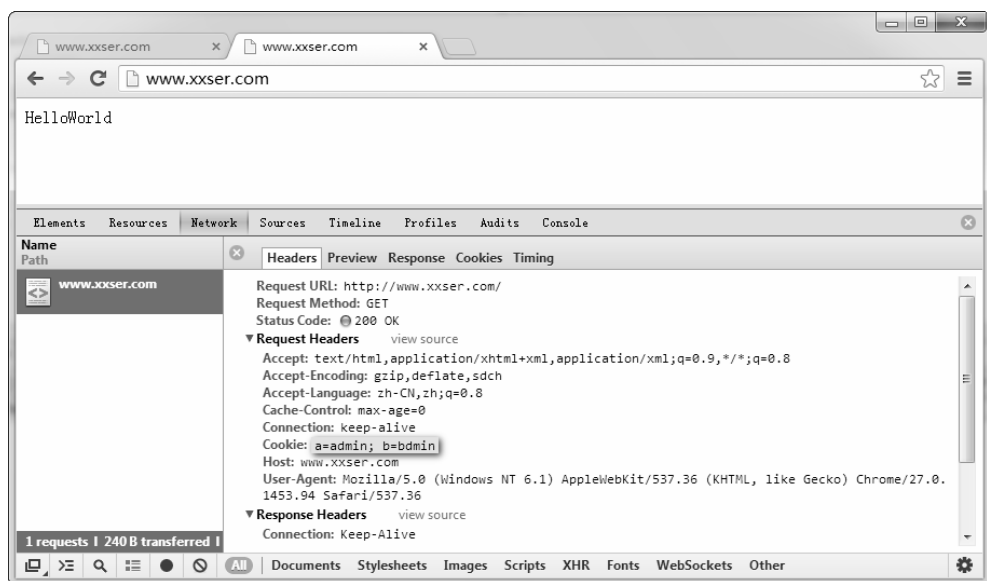 www.xxser.com
www.xxser.com
www.xxser.com
HelloWorld
Elements Resources Network Sources Timeline Profiles Audits Console
Name
Path
Headers Preview Response Cookies Timing
www.xxser.com
Request URL: http://www.xxser.com/
Request Method: GET
Status Code: 200 OK
Request Headers view source
Accept: text/html,application/xhtml+xml,application/xml;q=0.9,*/*;q=0.8
Accept-Encoding: gzip,deflate,sdch
Accept-Language: zh-CN,zh;q=0.8
Cache-Control: max-age=0
Connection: keep-alive
Cookie: a=admin; b=bdmin
Host: www.xxser.com
User-Agent: Mozilla/5.0 (Windows NT 6.1) AppleWebKit/537.36 (KHTML, like Gecko) Chrome/27.0.
1453.94 Safari/537.36
Response Headers view source
Connection: Keep-Alive
1 requests | 240 B transferred |
All Documents Stylesheets Images Scripts XHR Fonts WebSockets Other